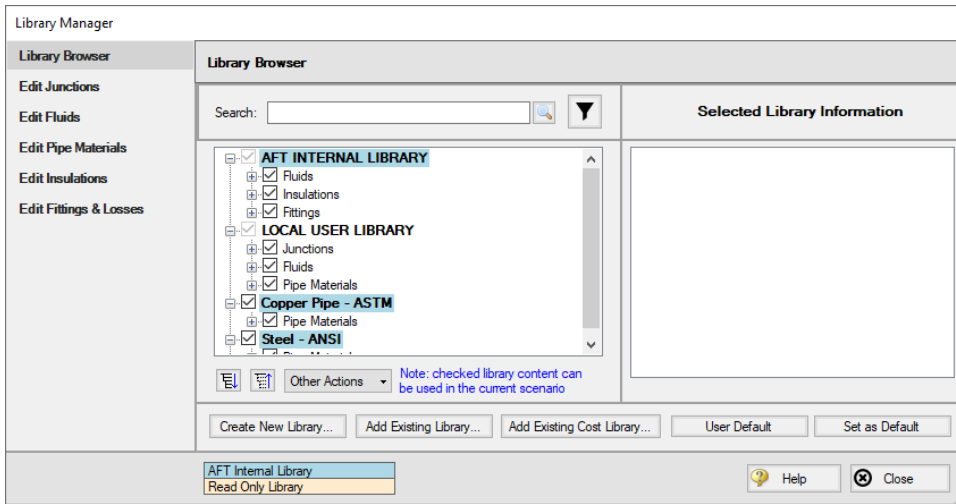 Library Manager
Library Browser
Edit Junctions
Edit Fluids
Edit Pipe Materials
Edit Insulations
Edit Fittings & Losses
Library Browser
Search:
Selected Library Information
AFT INTERNAL LIBRARY
Fluids
Insulations
Fittings
LOCAL USER LIBRARY
Junctions
Fluids
Pipe Materials
Copper Pipe - ASTM
Pipe Materials
Steel - ANSI
Other Actions
Note: checked library content can
be used in the current scenario
Create New Library...
Add Existing Library...
Add Existing Cost Library...
User Default
Set as Default
AFT Internal Library
Read Only Library
Help
Close